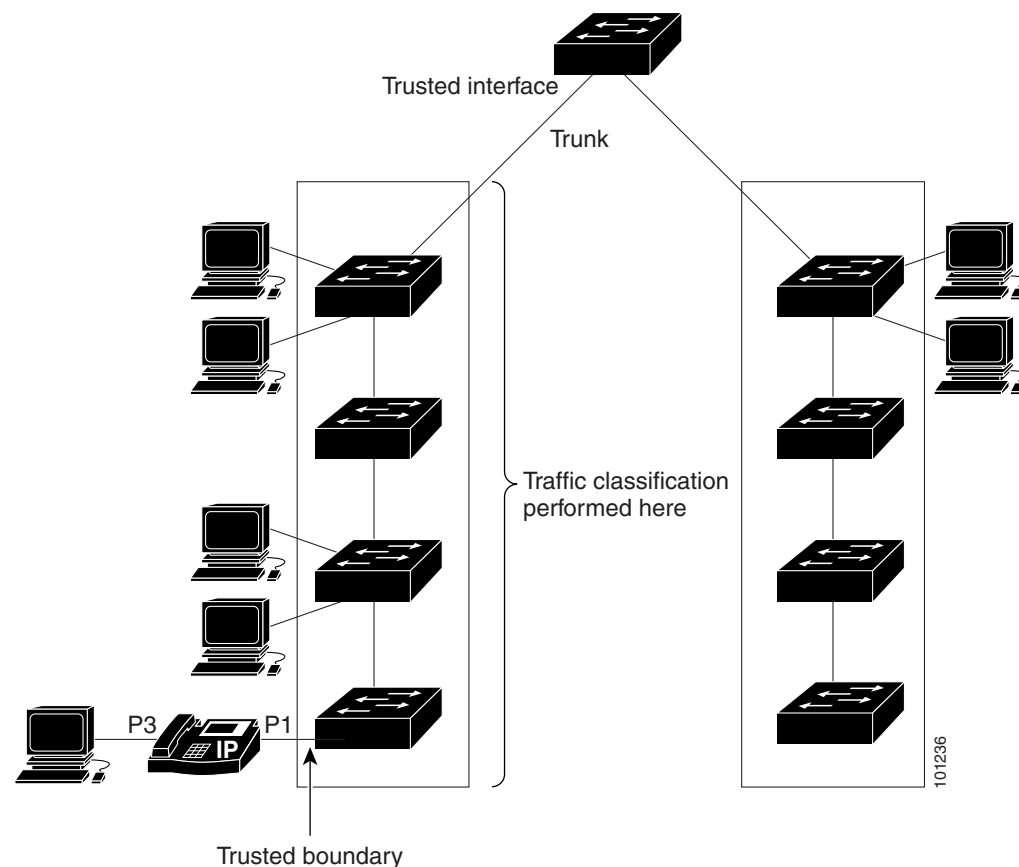 Trusted interface
Trunk
Traffic classification
performed here
P3
IP
P1
101236
Trusted boundary